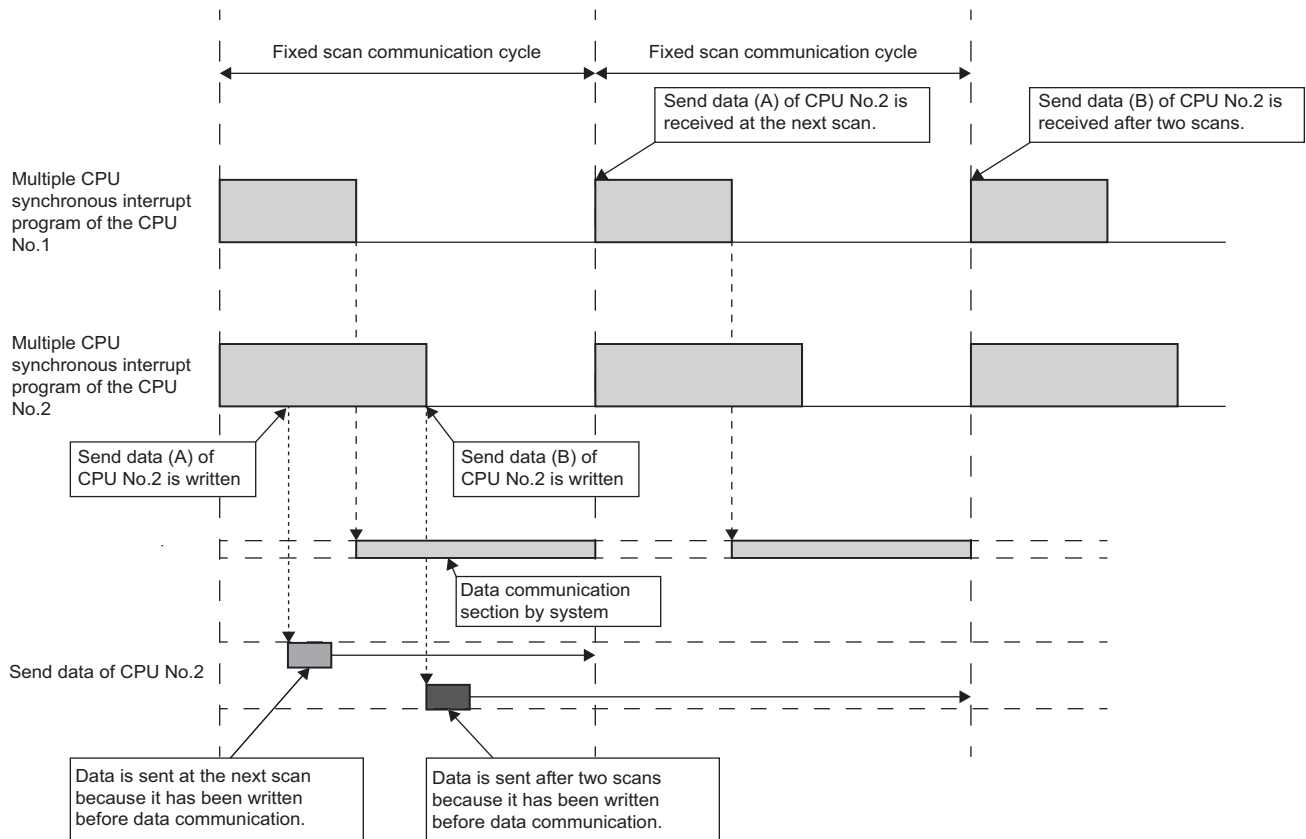 Fixed scan communication cycle
Fixed scan communication cycle
Send data (A) of CPU No.2 is
received at the next scan.
Send data (B) of CPU No.2 is
received after two scans.
Multiple CPU
synchronous interrupt
program of the CPU
No.1
Multiple CPU
synchronous interrupt
program of the CPU
No.2
Send data (A) of
CPU No.2 is written
Send data (B) of
CPU No.2 is written
Data communication
section by system
Send data of CPU No.2
Data is sent at the next scan
because it has been written
before data communication.
Data is sent after two scans
because it has been written
before data communication.